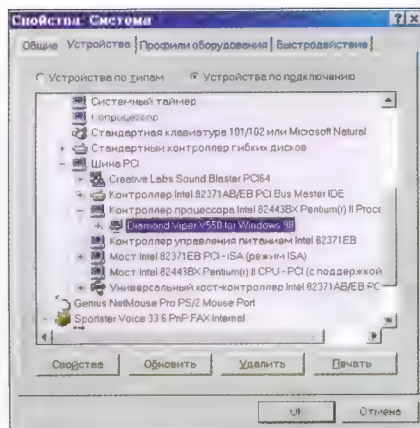 Свойства: Система
Общие Устройства Профили оборудования Быстродействие
Устройства по типам Устройства по подключению
Системный таймер
Сопроцессор
Стандартная клавиатура 101/102 или Microsoft Natural
Стандартный контроллер гибких дисков
Шина PCI
Creative Labs Sound Blaster PCI64
Контроллер Intel 82371AB/EB PCI Bus Master IDE
Контроллер процессора Intel 82443BX Pentium(r) II Proce
Diamond Viper V550 for Windows 98
Контроллер управления питанием Intel 82371EB
Мост Intel 82371EB PCI - ISA (режим ISA)
Мост Intel 82443BX Pentium(r) II CPU - PCI (с поддержкой
Универсальный хост-контроллер Intel 82371AB/EB PC
Genius NetMouse Pro PS/2 Mouse Port
Sportster Voice 33.6 PnP FAX Internal
Свойства Обновить Удалить Печать
OK Отмена